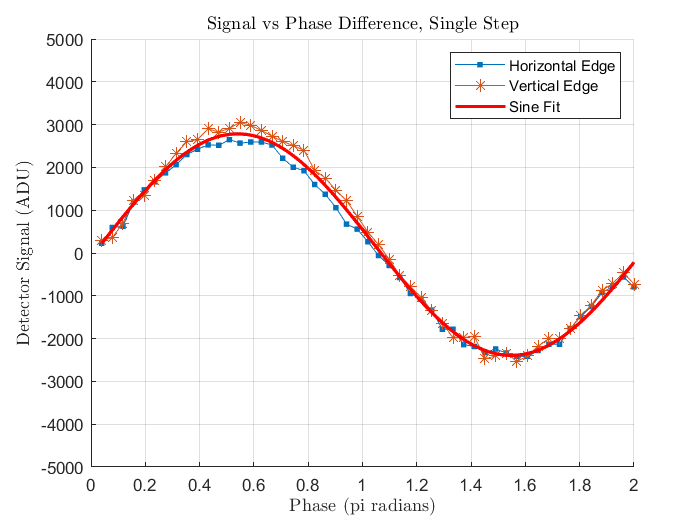 Signal vs Phase Difference, Single Step
5000
4000
3000
2000
1000
0
-1000
-2000
-3000
-4000
-5000
Detector Signal (ADU)
Horizontal Edge
Vertical Edge
Sine Fit
0 0.2 0.4 0.6 0.8 1 1.2 1.4 1.6 1.8 2
Phase (pi radians)